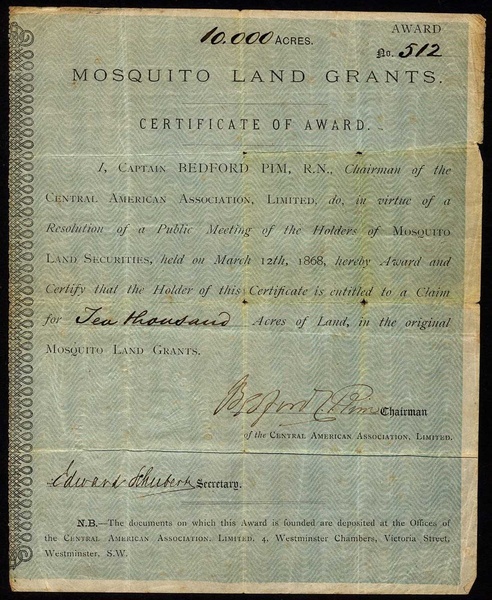 10.000 ACRES.
AWARD
No. 512
MOSQUITO LAND GRANTS.
CERTIFICATE OF AWARD.
I, CAPTAIN BEDFORD PIM, R.N., Chairman of the
CENTRAL AMERICAN ASSOCIATION, LIMITED, do, in virtue of a
Resolution of a Public Meeting of the Holders of MOSQUITO
LAND SECURITIES, held on March 12th, 1868, hereby Award and
Certify that the Holder of this Certificate is entitled to a Claim
for Ten thousand Acres of Land, in the original
MOSQUITO LAND GRANTS.
Bedford Pim Chairman
of the CENTRAL AMERICAN ASSOCIATION, LIMITED.
Edward Secretary.
N.B.—The documents on which this Award is founded are deposited at the Offices of
the CENTRAL AMERICAN ASSOCIATION, LIMITED, 4, Westminster Chambers, Victoria Street,
Westminster, S.W.